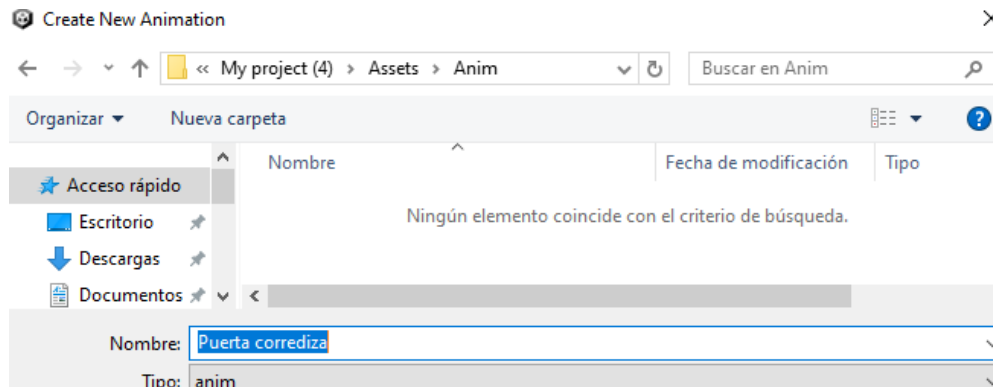 Create New Animation
« My project (4) > Assets > Anim
Buscar en Anim
Organizar
Nueva carpeta
Nombre
Fecha de modificación
Tipo
Acceso rápido
Ningún elemento coincide con el criterio de búsqueda.
Escritorio
Descargas
Documentos
Nombre: Puerta corrediza
Tipo: anim